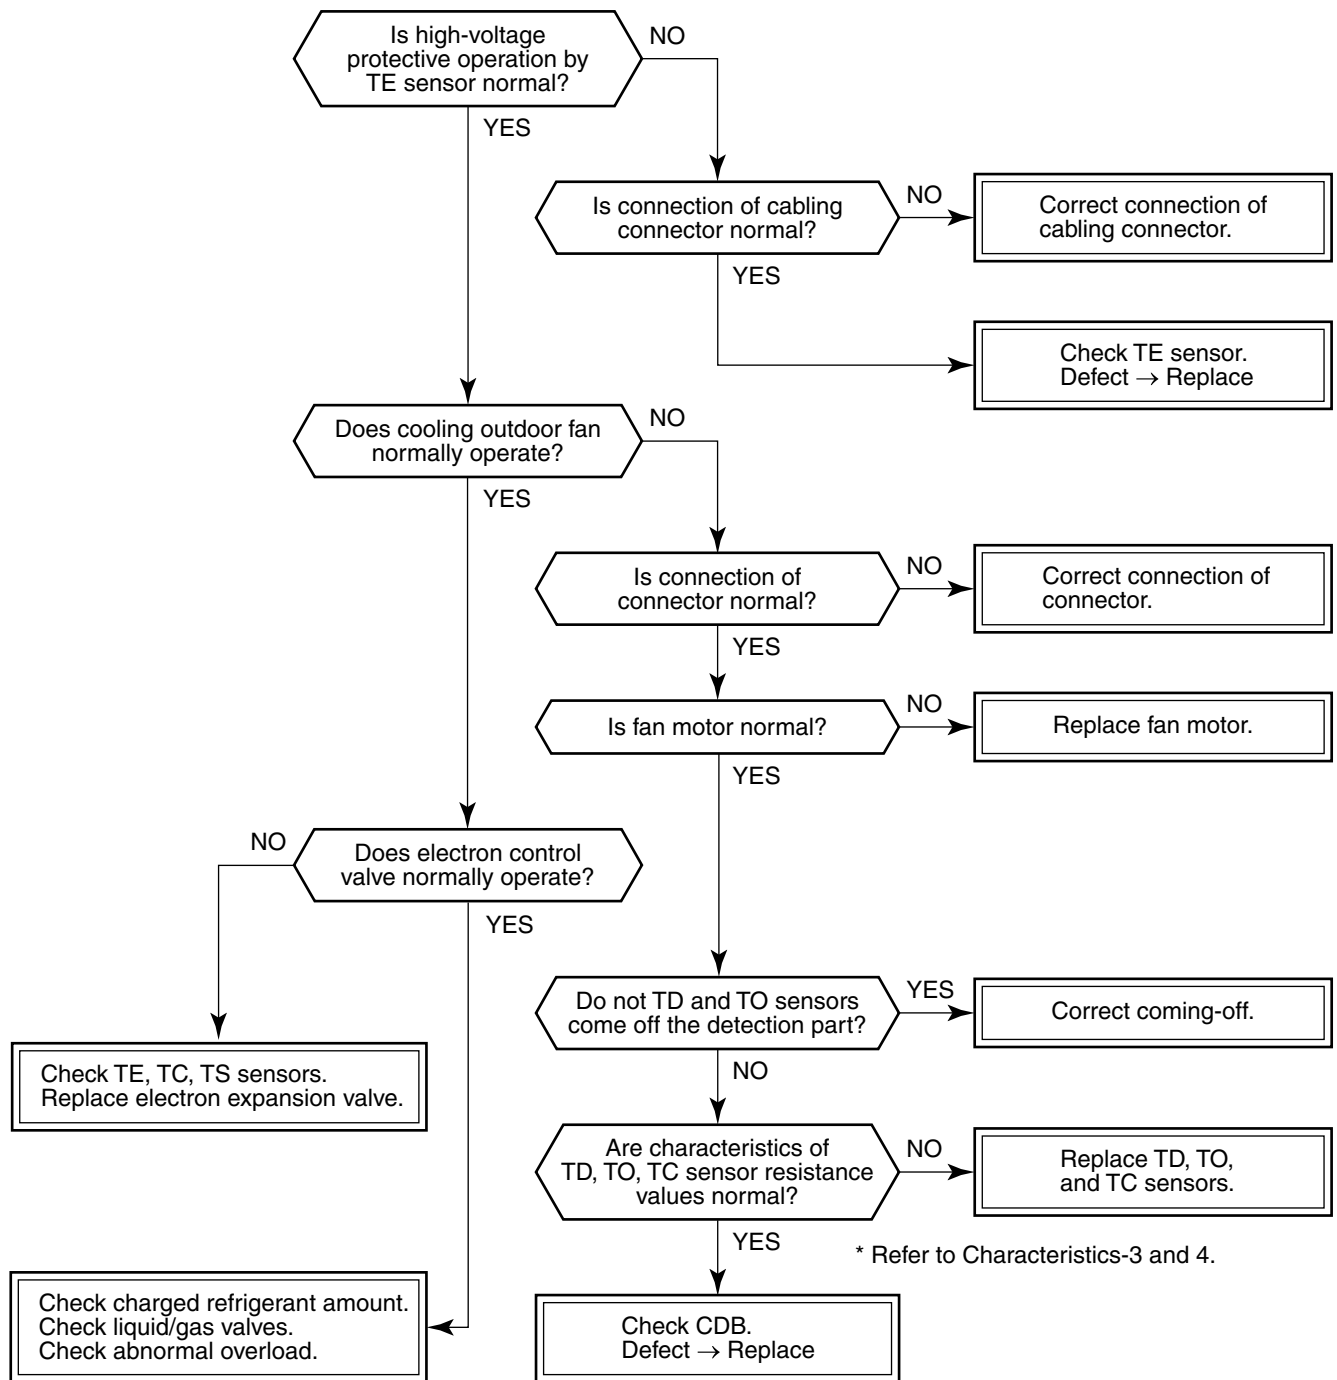 Is high-voltage
protective operation by
TE sensor normal?
NO
YES
Is connection of cabling
connector normal?
NO
Correct connection of
cabling connector.
YES
Check TE sensor.
Defect → Replace
Does cooling outdoor fan
normally operate?
NO
YES
Is connection of
connector normal?
NO
Correct connection of
connector.
YES
Is fan motor normal?
NO
Replace fan motor.
YES
NO
Does electron control
valve normally operate?
YES
Do not TD and TO sensors
come off the detection part?
YES
Correct coming-off.
NO
Check TE, TC, TS sensors.
Replace electron expansion valve.
Are characteristics of
TD, TO, TC sensor resistance
values normal?
NO
Replace TD, TO,
and TC sensors.
YES
* Refer to Characteristics-3 and 4.
Check charged refrigerant amount.
Check liquid/gas valves.
Check abnormal overload.
Check CDB.
Defect → Replace